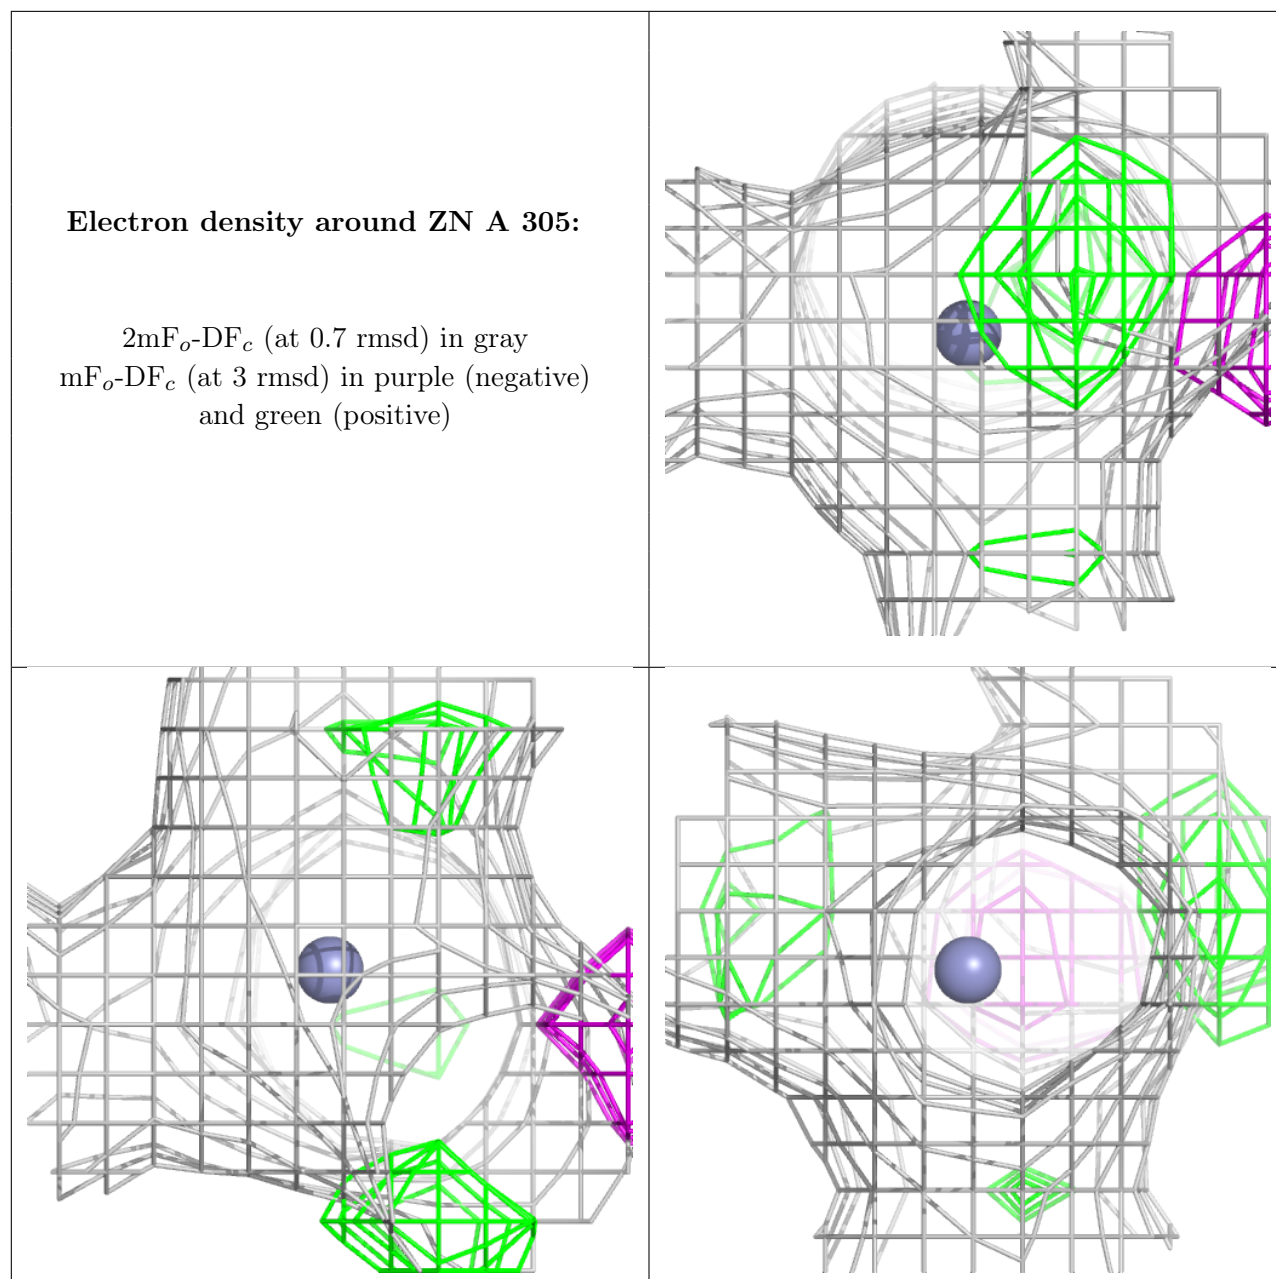 Electron density around ZN A 305:
2mFo-DFc (at 0.7 rmsd) in gray
mFo-DFc (at 3 rmsd) in purple (negative)
and green (positive)